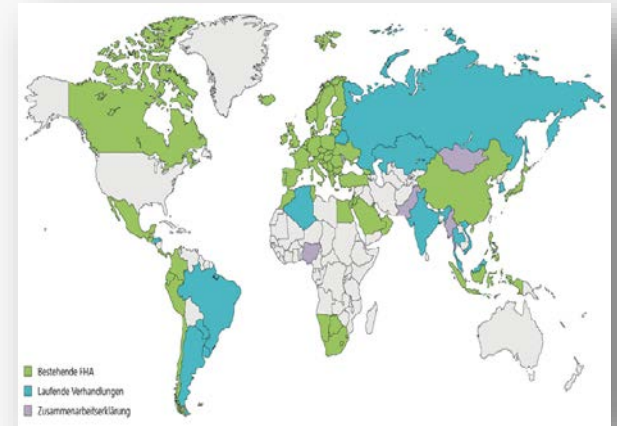 Bestehende FHA
Laufende Verhandlungen
Zusammenarbeitserklärung